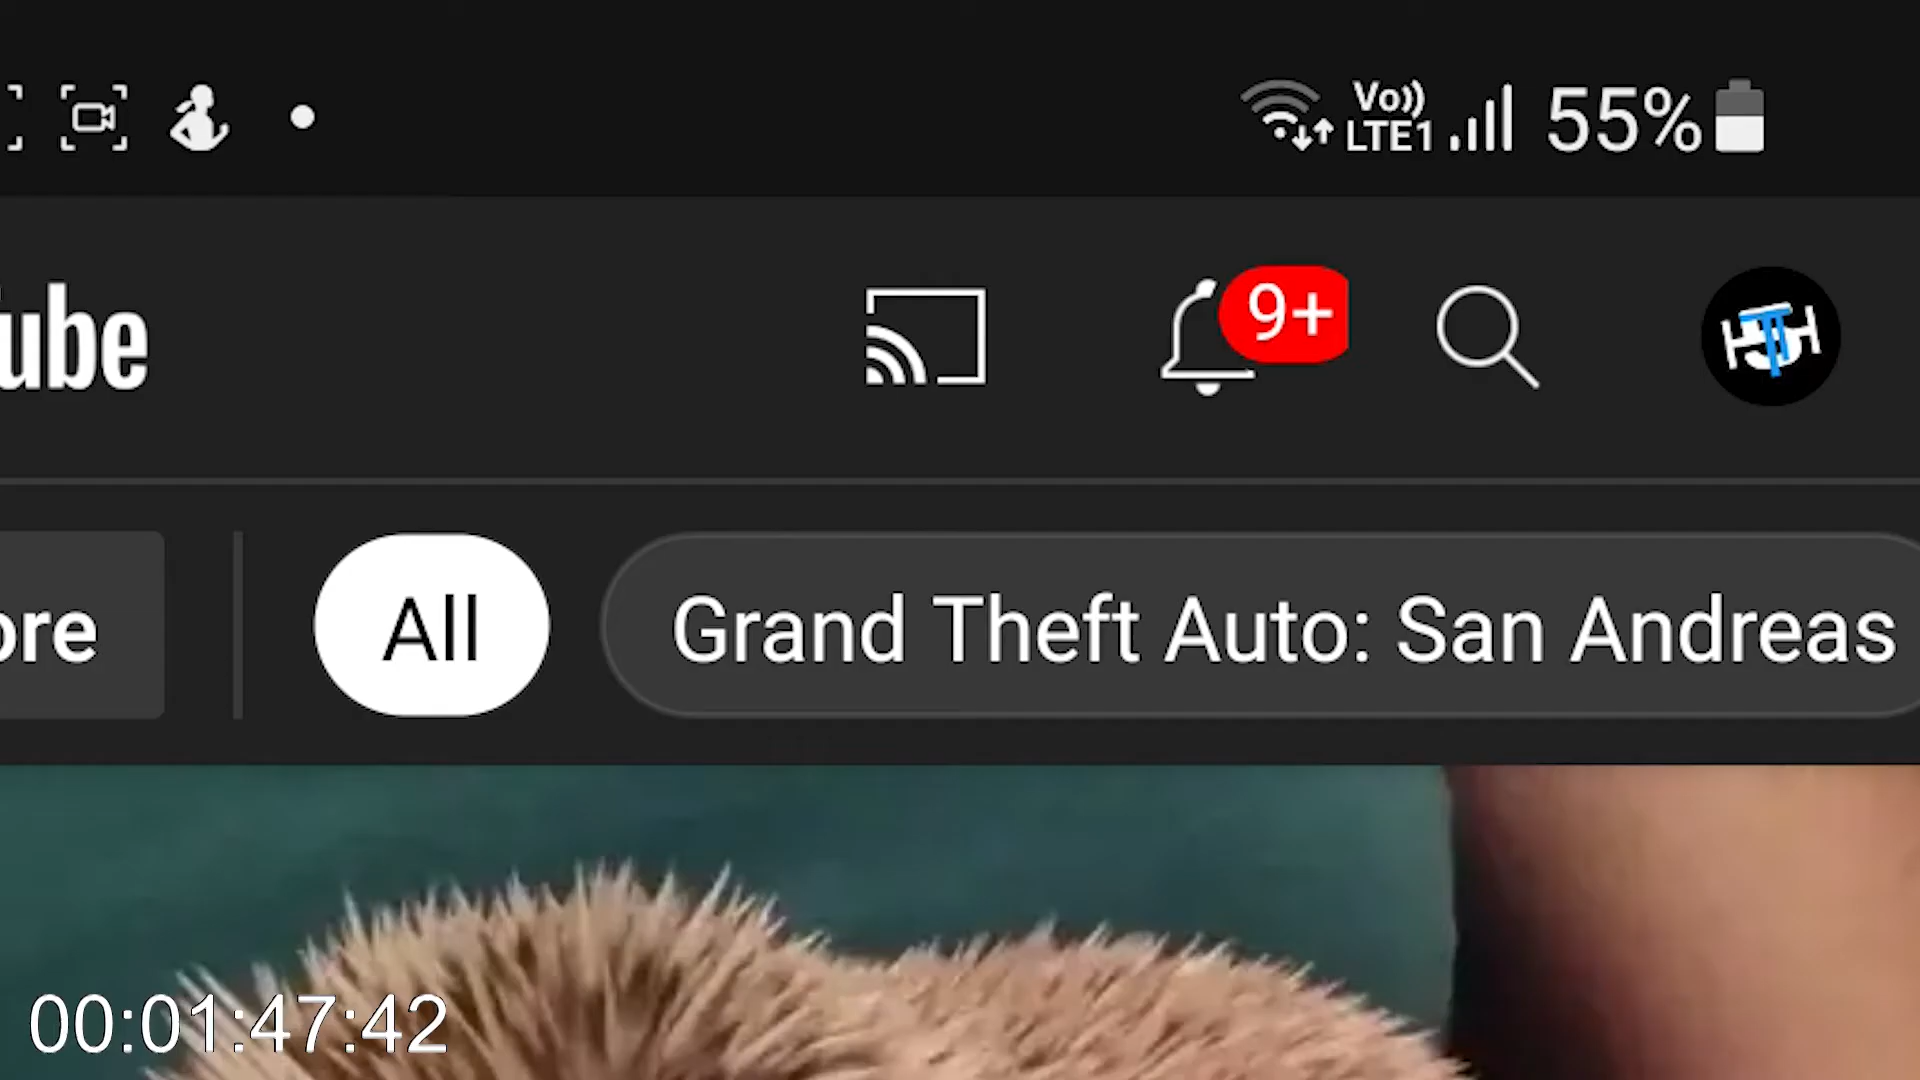 Vo)) LTE1 55%
ube 9+
ore All Grand Theft Auto: San Andreas
00:01:47:42